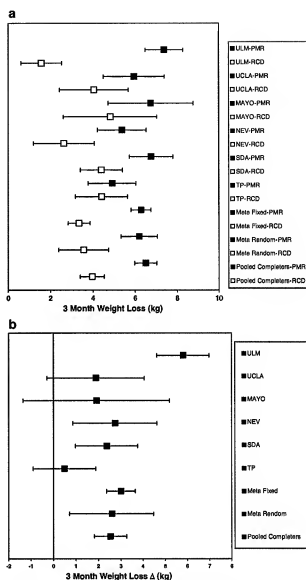 a
ULM-PMR
ULM-RCD
UCLA-PMR
UCLA-RCD
MAYO-PMR
MAYO-RCD
NEV-PMR
NEV-RCD
SDA-PMR
SDA-RCD
TP-PMR
TP-RCD
Meta Fixed-PMR
Meta Fixed-RCD
Meta Random-PMR
Meta Random-RCD
Pooled Completers-PMR
Pooled Completers-RCD
0 2 4 6 8 10
3 Month Weight Loss (kg)
b
ULM
UCLA
MAYO
NEV
SDA
TP
Meta Fixed
Meta Random
Pooled Completers
-2 -1 0 1 2 3 4 5 6 7 8
3 Month Weight Loss Δ (kg)